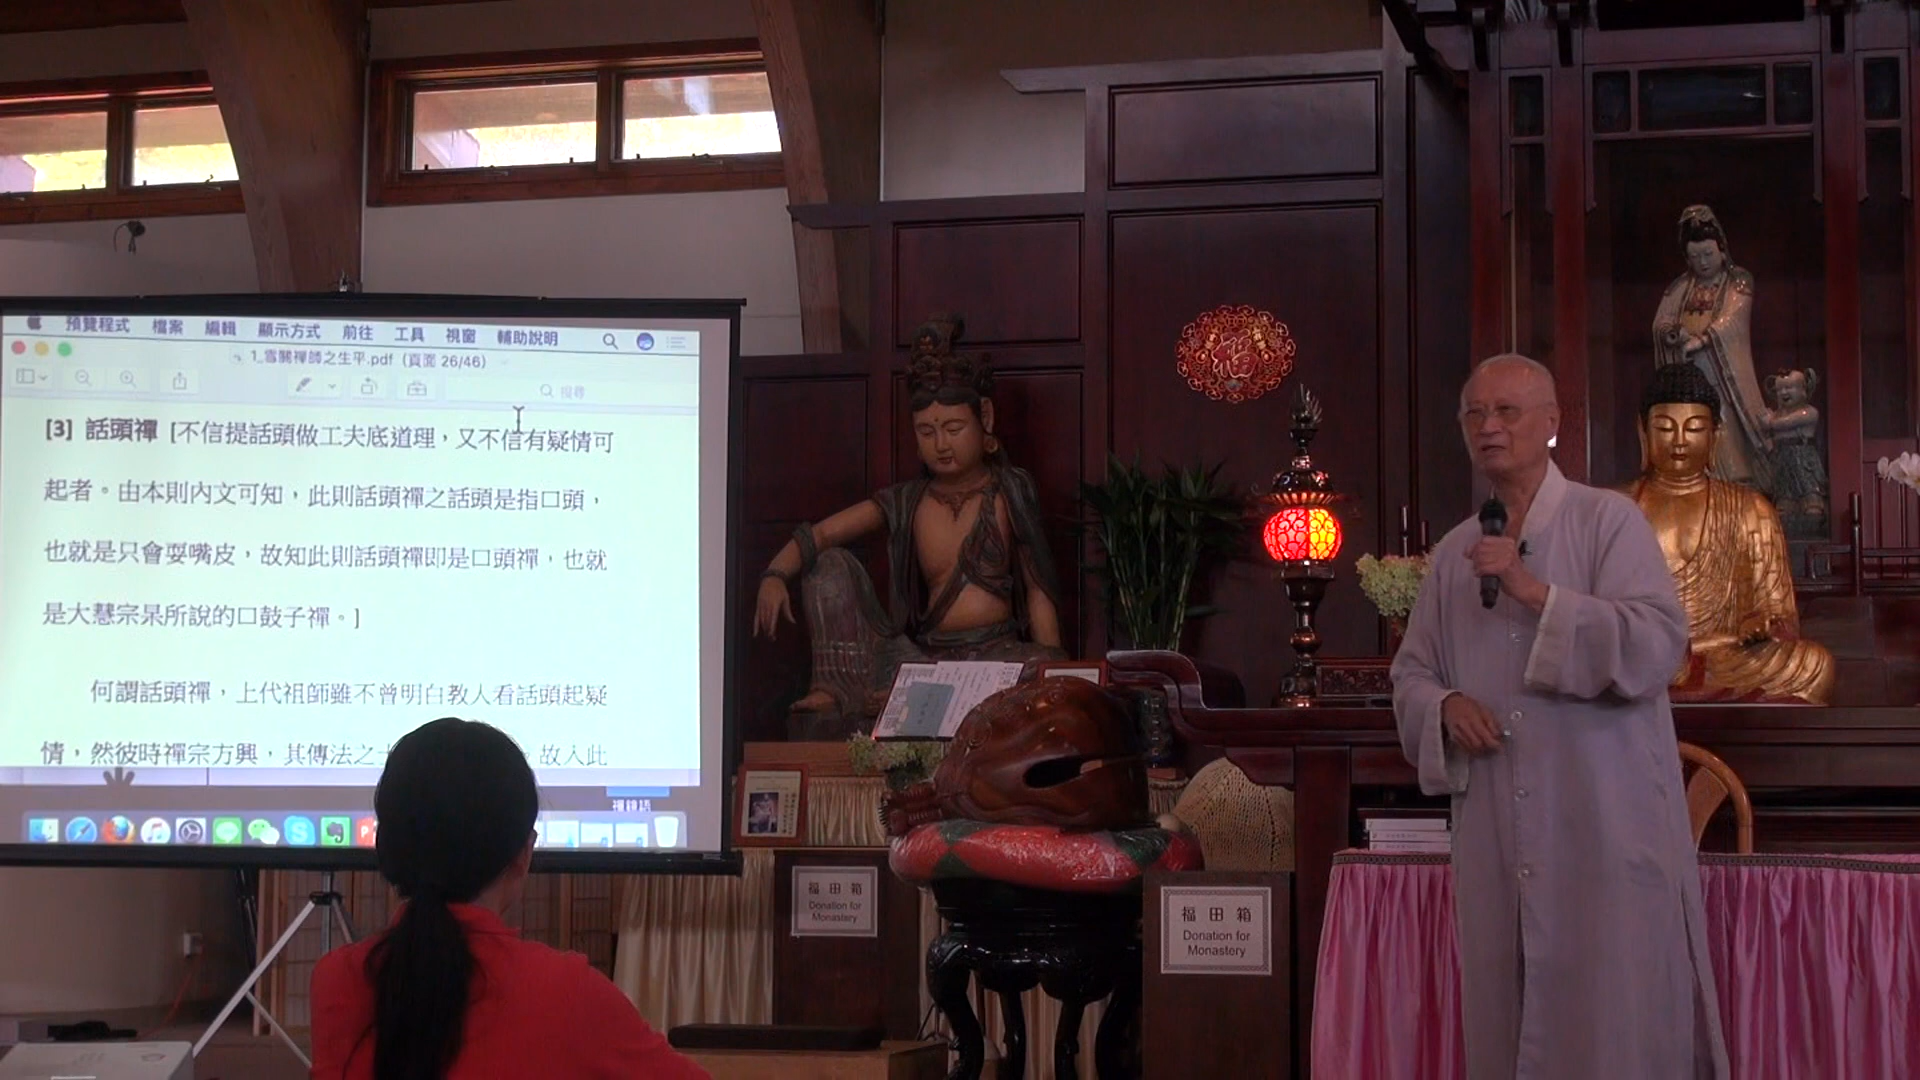 預覽程式 檔案 編輯 顯示方式 前往 工具 視窗 輔助說明
1_雪關禪師之生平.pdf (頁面 26/46)
搜尋
[3] 話頭禪 [不信提話頭做工夫底道理，又不信有疑情可
起者。由本則內文可知，此則話頭禪之話頭是指口頭，
也就是只會耍嘴皮，故知此則話頭禪即是口頭禪，也就
是大慧宗杲所說的口鼓子禪。]
何謂話頭禪，上代祖師雖不曾明白教人看話頭起疑
情，然彼時禪宗方興，其傳法之
故入此
福
福田箱
Donation for
Monastery
福田箱
Donation for
Monastery